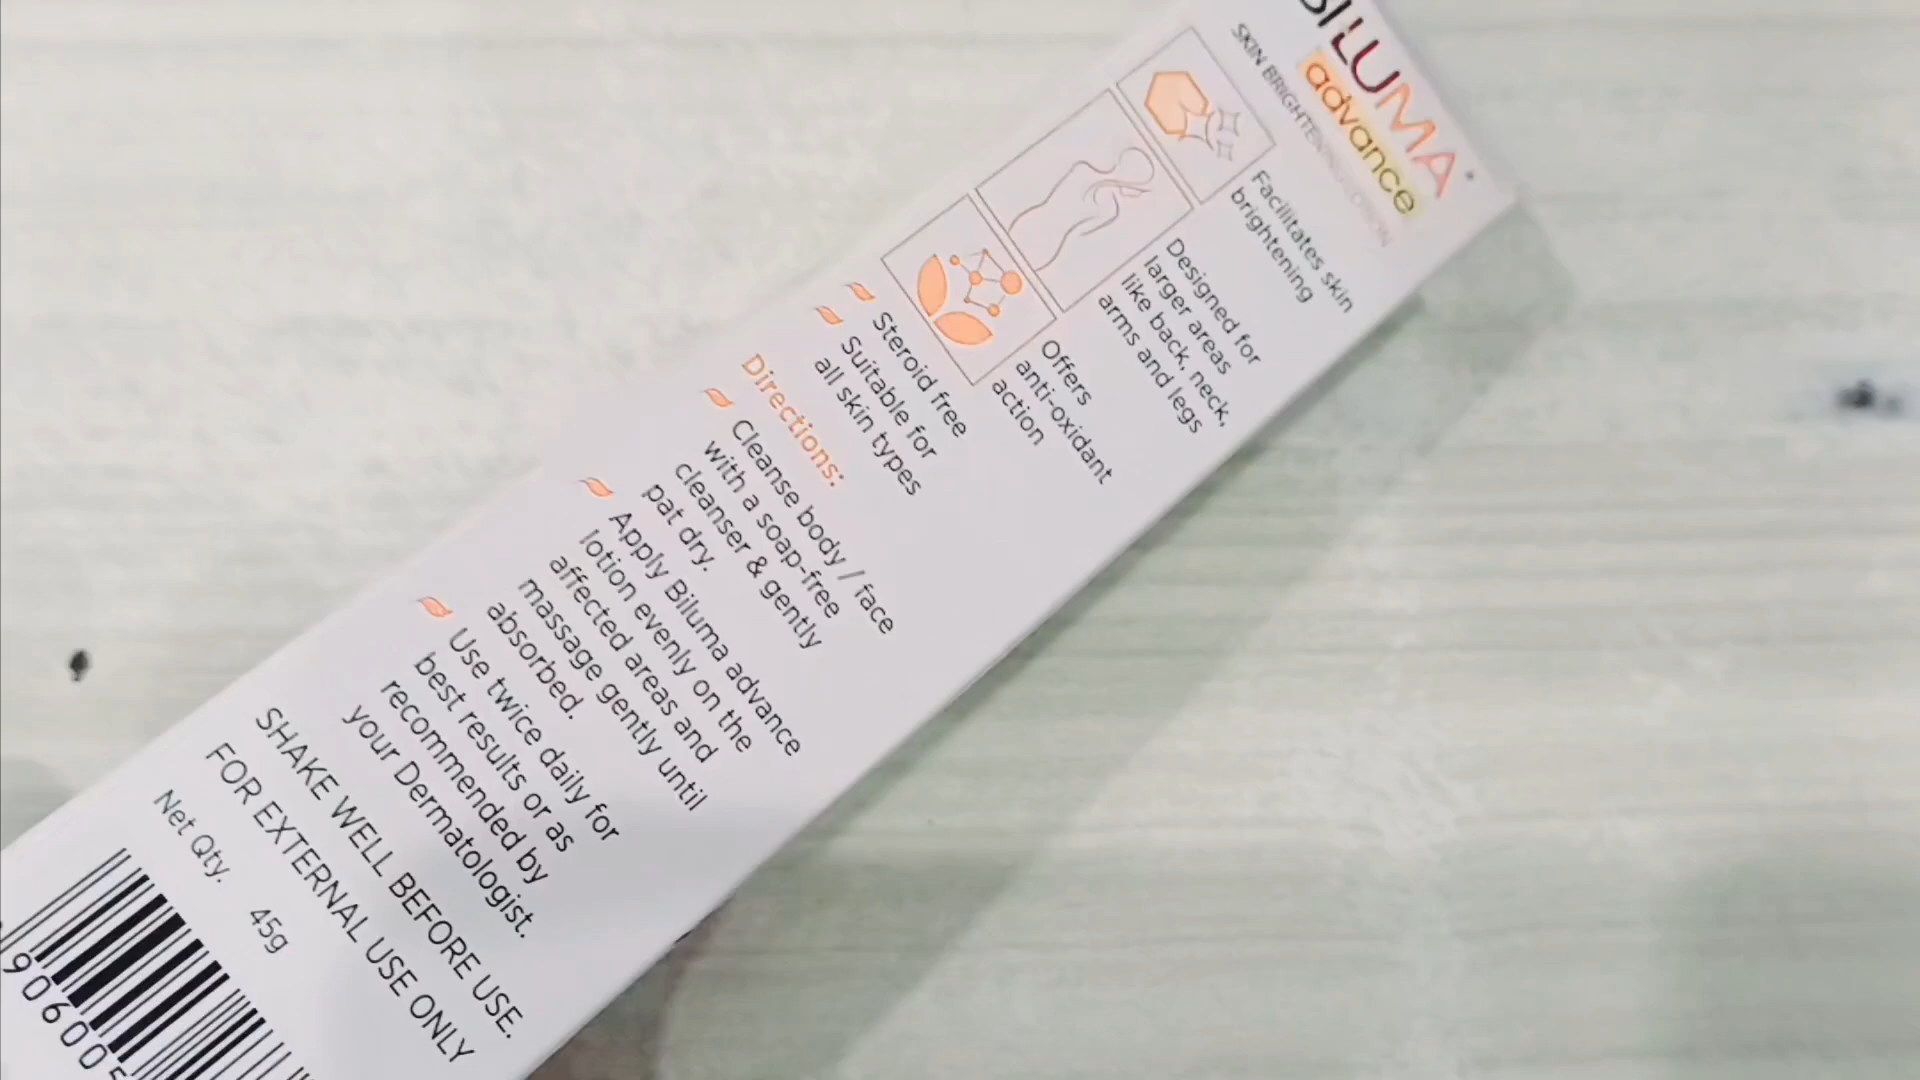 BILUMA
advance
SKIN BRIGHTENING LOTION
Facilitates skin
brightening
Designed for
larger areas
like back, neck,
arms and legs
Offers
anti-oxidant
action
Steroid free
Suitable for
all skin types
Directions:
Cleanse body / face
with a soap-free
cleanser & gently
pat dry.
Apply Biluma advance
lotion evenly on the
affected areas and
massage gently until
absorbed.
Use twice daily for
best results or as
recommended by
your Dermatologist.
SHAKE WELL BEFORE USE.
FOR EXTERNAL USE ONLY
Net Qty. 45g
906005